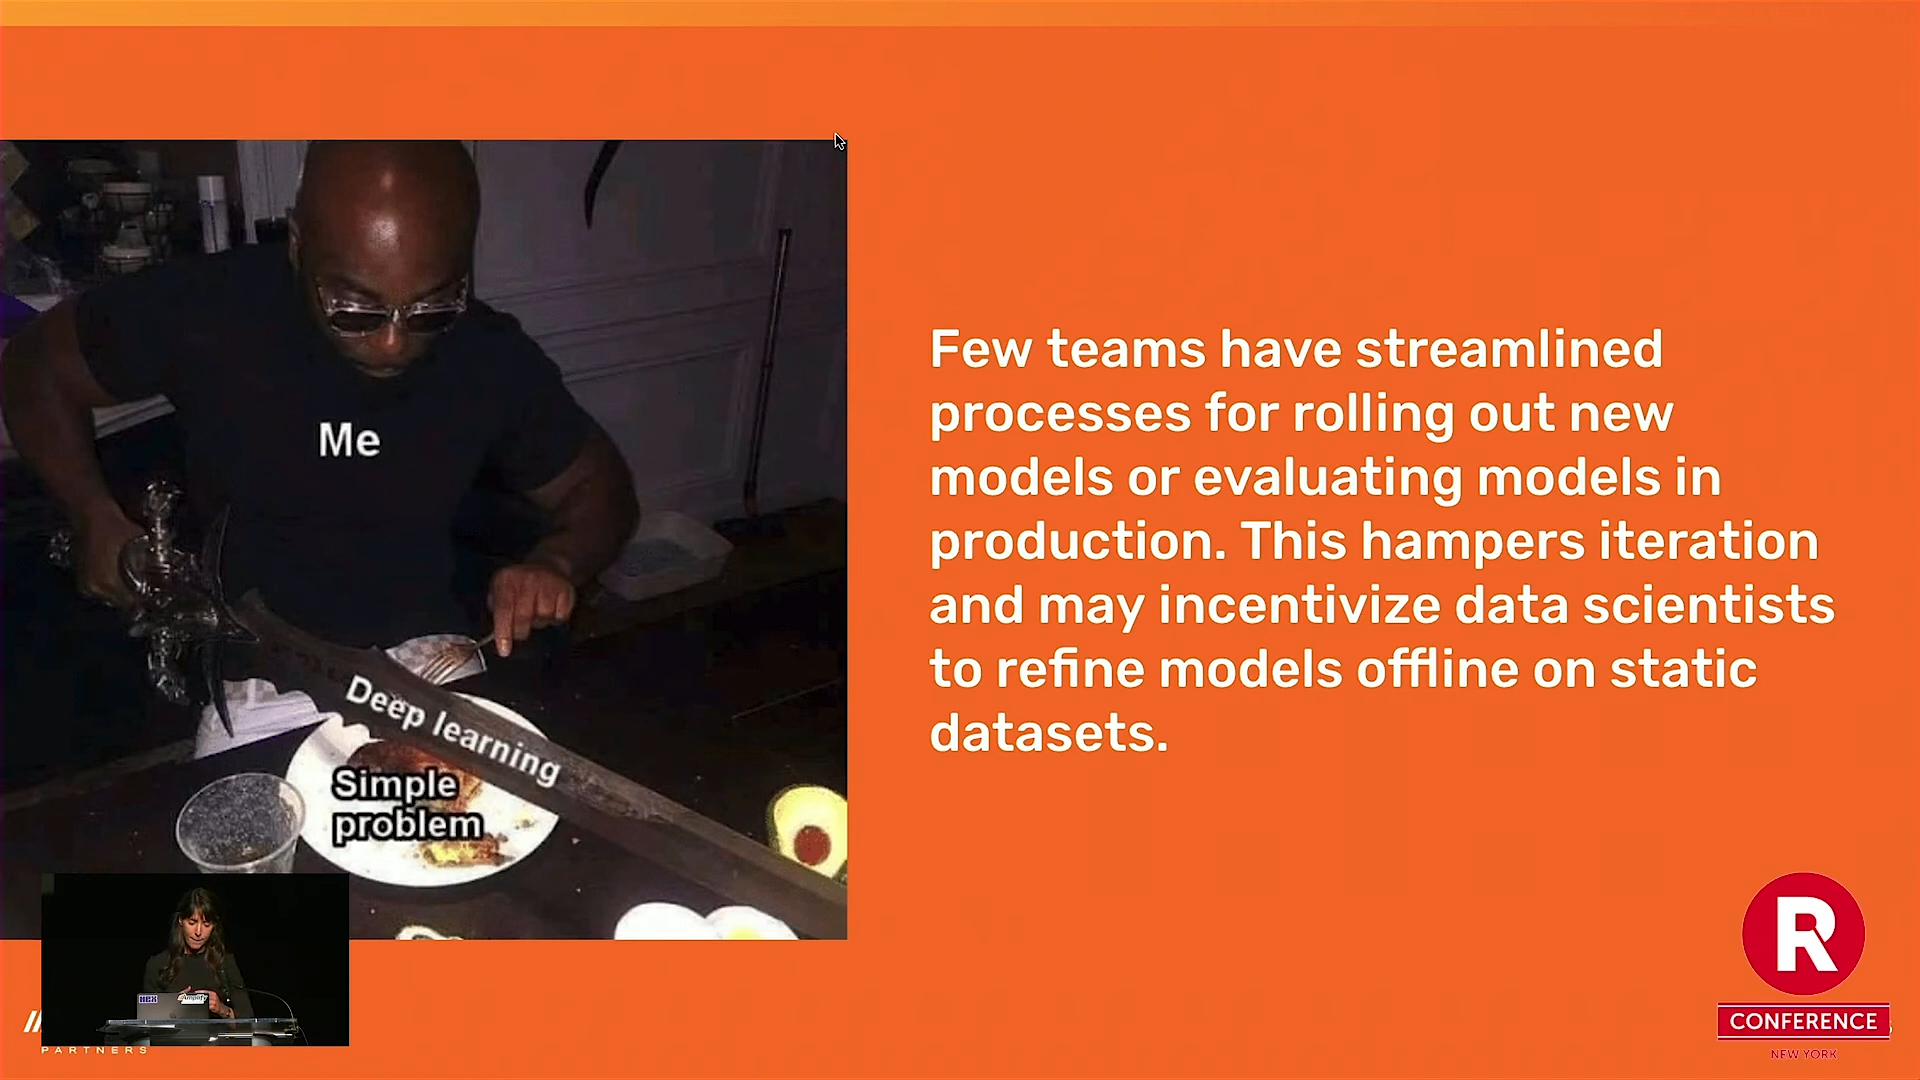 Me
Deep learning
Simple
problem
Few teams have streamlined
processes for rolling out new
models or evaluating models in
production. This hampers iteration
and may incentivize data scientists
to refine models offline on static
datasets.
HEX
Amplify
PARTNERS
R
CONFERENCE
NEW YORK